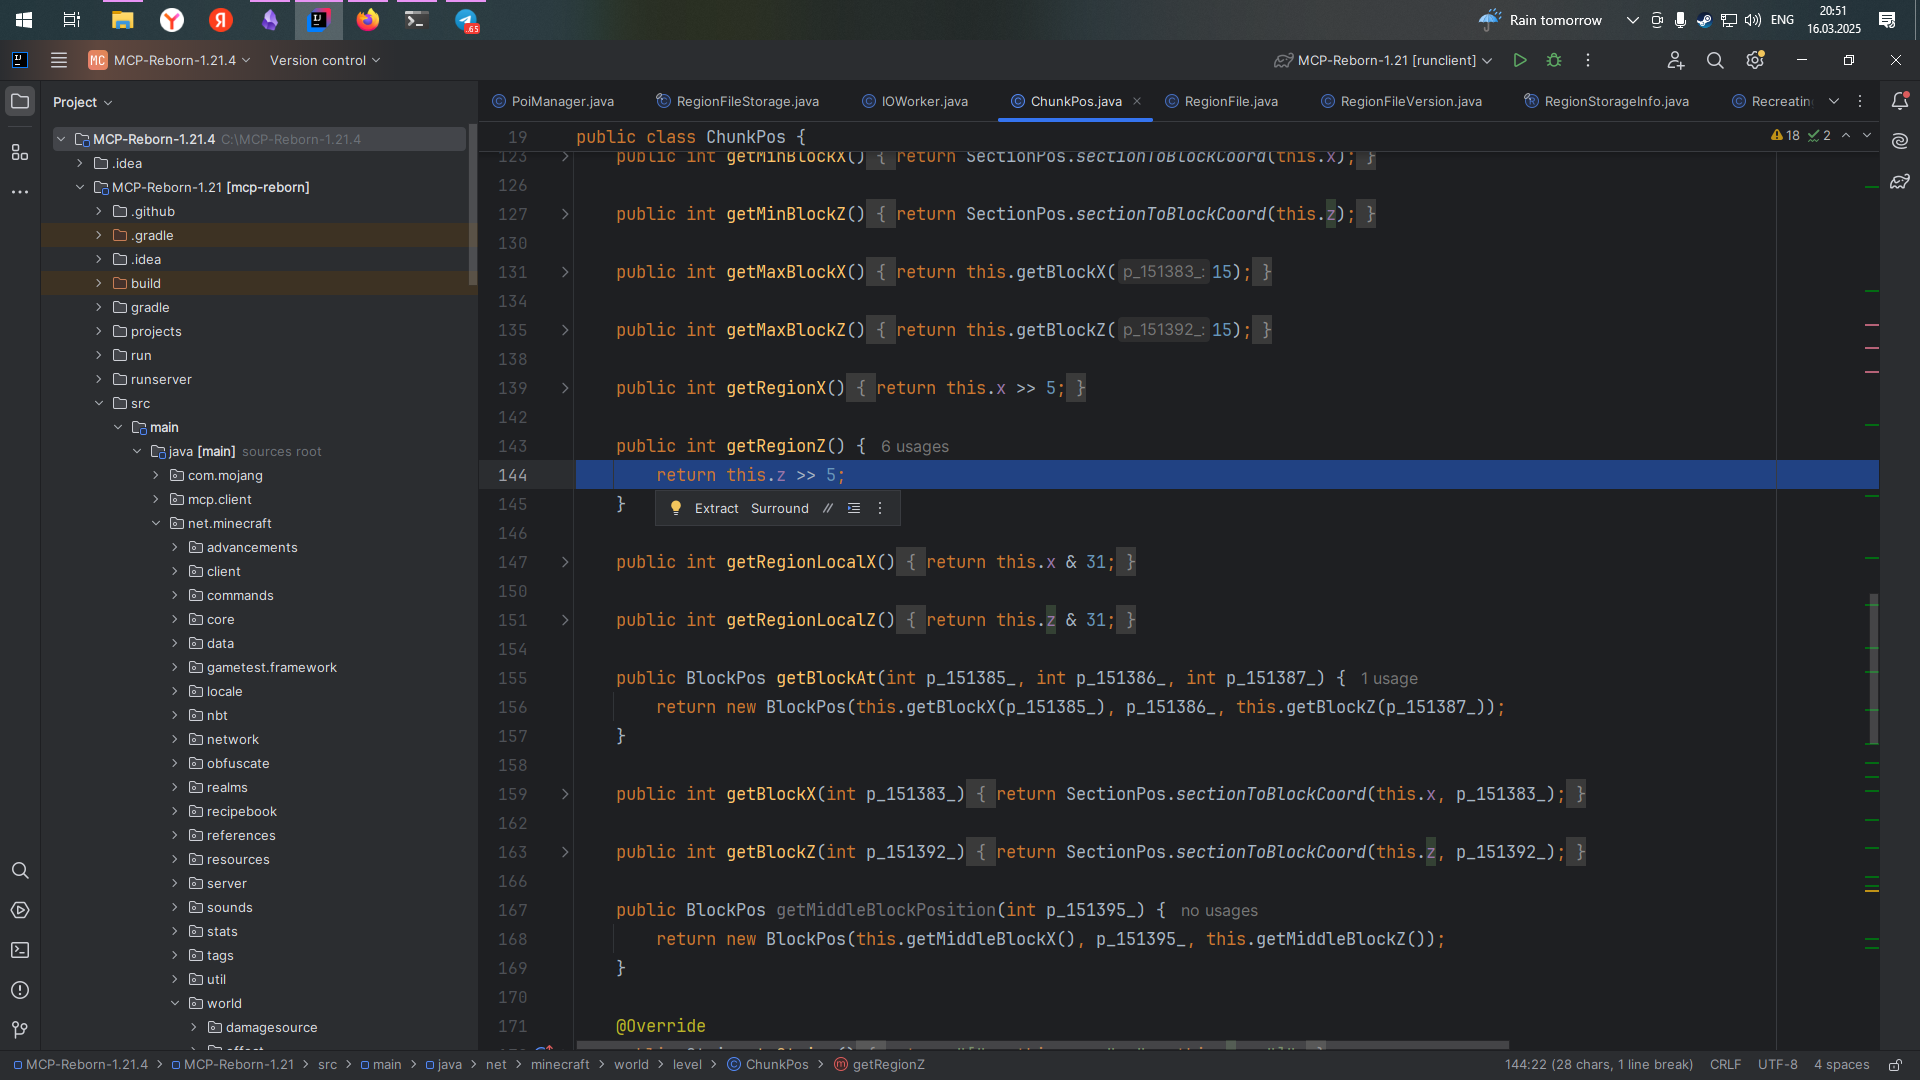 .65
Rain tomorrow
ENG
20:51
16.03.2025
MC MCP-Reborn-1.21.4
Version control
MCP-Reborn-1.21 [runclient]
Project
PoiManager.java
RegionFileStorage.java
IOWorker.java
ChunkPos.java
RegionFile.java
RegionFileVersion.java
RegionStorageInfo.java
Recreating
MCP-Reborn-1.21.4 C:\MCP-Reborn-1.21.4
.idea
MCP-Reborn-1.21 [mcp-reborn]
.github
.gradle
.idea
build
gradle
projects
run
runserver
src
main
java [main] sources root
com.mojang
mcp.client
net.minecraft
advancements
client
commands
core
data
gametest.framework
locale
nbt
network
obfuscate
realms
recipebook
references
resources
server
sounds
stats
tags
util
world
damagesource
19 public class ChunkPos {
18 2
123 public int getMinBlockX() { return SectionPos.sectionToBlockCoord(this.x); }
126
127 public int getMinBlockZ() { return SectionPos.sectionToBlockCoord(this.z); }
130
131 public int getMaxBlockX() { return this.getBlockX( p_151383_: 15); }
134
135 public int getMaxBlockZ() { return this.getBlockZ( p_151392_: 15); }
138
139 public int getRegionX() { return this.x >> 5; }
142
143 public int getRegionZ() { 6 usages
144 return this.z >> 5;
145 }
Extract Surround //
146
147 public int getRegionLocalX() { return this.x & 31; }
150
151 public int getRegionLocalZ() { return this.z & 31; }
154
155 public BlockPos getBlockAt(int p_151385_, int p_151386_, int p_151387_) { 1 usage
156 return new BlockPos(this.getBlockX(p_151385_), p_151386_, this.getBlockZ(p_151387_));
157 }
158
159 public int getBlockX(int p_151383_) { return SectionPos.sectionToBlockCoord(this.x, p_151383_); }
162
163 public int getBlockZ(int p_151392_) { return SectionPos.sectionToBlockCoord(this.z, p_151392_); }
166
167 public BlockPos getMiddleBlockPosition(int p_151395_) { no usages
168 return new BlockPos(this.getMiddleBlockX(), p_151395_, this.getMiddleBlockZ());
169 }
170
171 @Override
MCP-Reborn-1.21.4 > MCP-Reborn-1.21 > src > main > java > net > minecraft > world > level > ChunkPos > getRegionZ
144:22 (28 chars, 1 line break)
CRLF
UTF-8
4 spaces